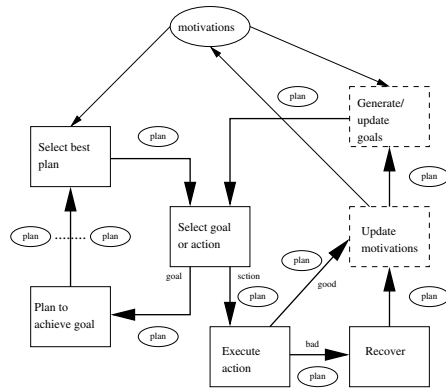 motivations
plan
Generate/
update
goals
plan
Select best
plan
plan
plan ........ plan
Select goal
or action
Update
motivations
plan
goal
sction
good
plan
plan
Plan to
achieve goal
plan
bad
Execute
action
Recover
plan